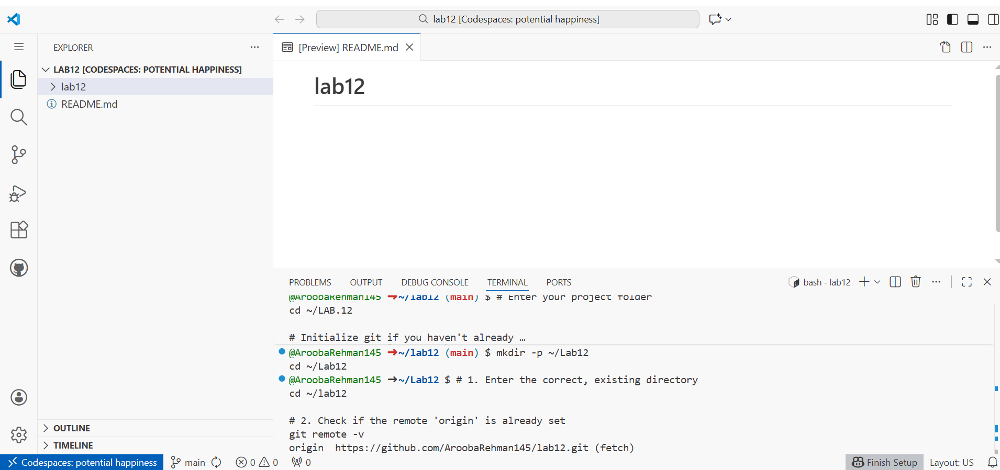 lab12 [Codespaces: potential happiness]
EXPLORER
LAB12 [CODESPACES: POTENTIAL HAPPINESS]
lab12
README.md
OUTLINE
TIMELINE
[Preview] README.md
lab12
PROBLEMS OUTPUT DEBUG CONSOLE TERMINAL PORTS
bash - lab12
@AroobaRehman145 ➜~/lab12 (main) $ # Enter your project folder
cd ~/LAB.12
# Initialize git if you haven't already …
@AroobaRehman145 ➜~/lab12 (main) $ mkdir -p ~/Lab12
cd ~/Lab12
@AroobaRehman145 ➜~/Lab12 $ # 1. Enter the correct, existing directory
cd ~/lab12
# 2. Check if the remote 'origin' is already set
git remote -v
origin  https://github.com/AroobaRehman145/lab12.git (fetch)
Codespaces: potential happiness main 0 0 0 Finish Setup Layout: US